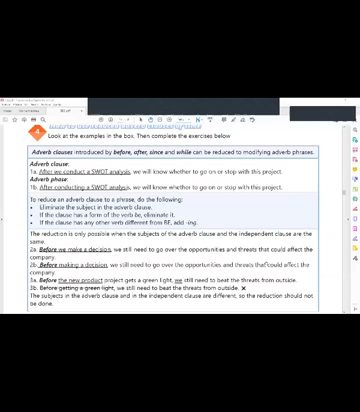 4
Look at the examples in the box. Then complete the exercises below
Adverb clauses introduced by before, after, since and while can be reduced to modifying adverb phrases.
Adverb clause:
1a. After we conduct a SWOT analysis, we will know whether to go on or stop with this project.
Adverb phrase:
1b. After conducting a SWOT analysis, we will know whether to go on or stop with this project.
To reduce an adverb clause to a phrase, do the following:
• Eliminate the subject in the adverb clause.
• If the clause has a form of the verb be, eliminate it.
• If the clause has any other verb different from BE, add -ing.
The reduction is only possible when the subjects of the adverb clause and the independent clause are the
same.
2a. Before we make a decision, we still need to go over the opportunities and threats that could affect the
company.
2b. Before making a decision, we still need to go over the opportunities and threats that could affect the
company.
3a. Before the new product project gets a green light, we still need to beat the threats from outside.
3b. Before getting a green light, we still need to beat the threats from outside. ✗
The subjects in the adverb clause and in the independent clause are different, so the reduction should not
be done.